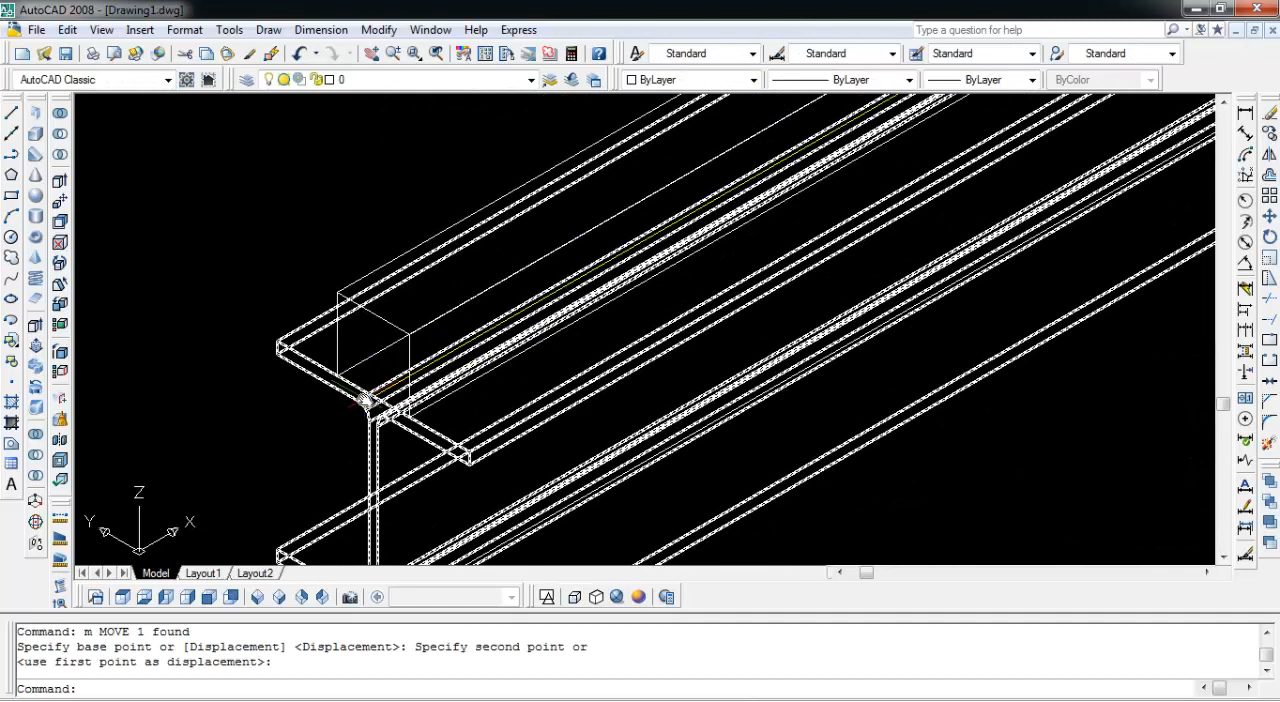 AutoCAD 2008 - [Drawing1.dwg]
File Edit View Insert Format Tools Draw Dimension Modify Window Help Express
Type a question for help
Standard Standard Standard Standard
AutoCAD Classic 0 ByLayer ByLayer ByLayer ByColor
Z
Y X
Model Layout1 Layout2
Command: m MOVE 1 found
Specify base point or [Displacement] <Displacement>: Specify second point or
<use first point as displacement>:
Command: